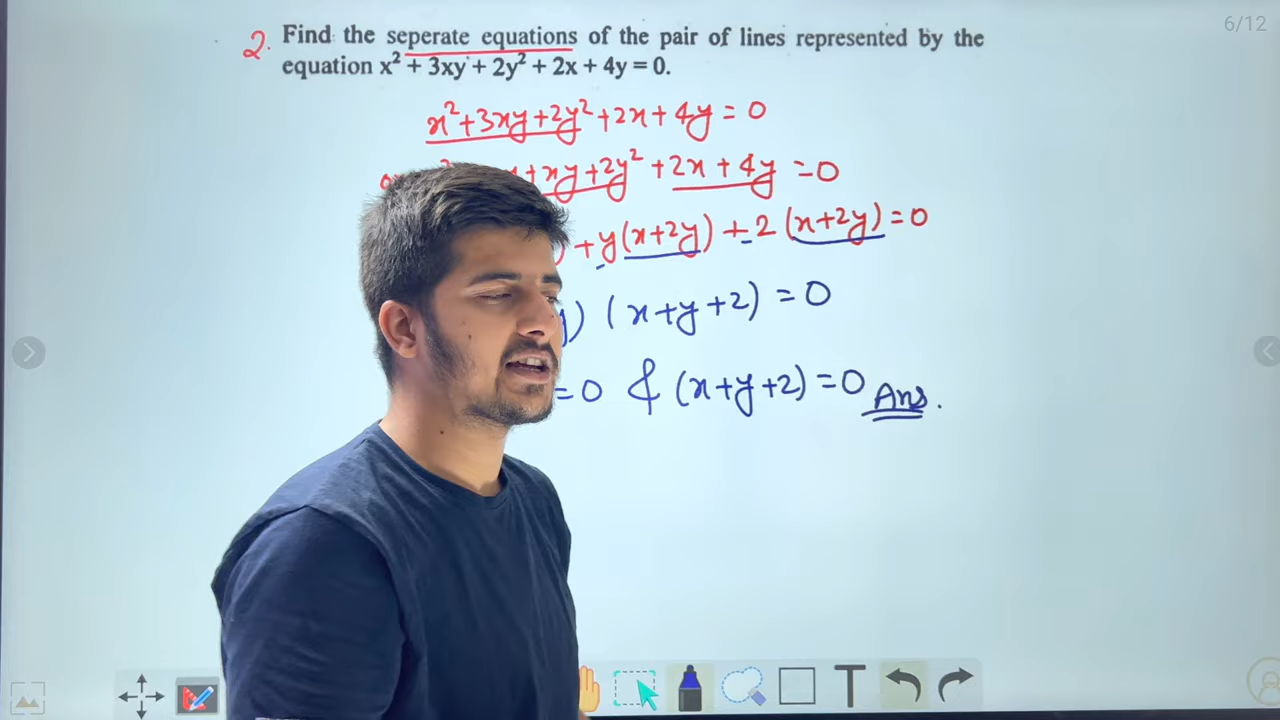 6/12
2. Find the seperate equations of the pair of lines represented by the
equation x² + 3xy + 2y² + 2x + 4y = 0.
x²+3xy+2y²+2x+4y = 0
+xy+2y² +2x + 4y = 0
) +y(x+2y) +2 (x+2y) = 0
y) (x+y+2) = 0
=0 & (x+y+2) = 0 Ans.
T